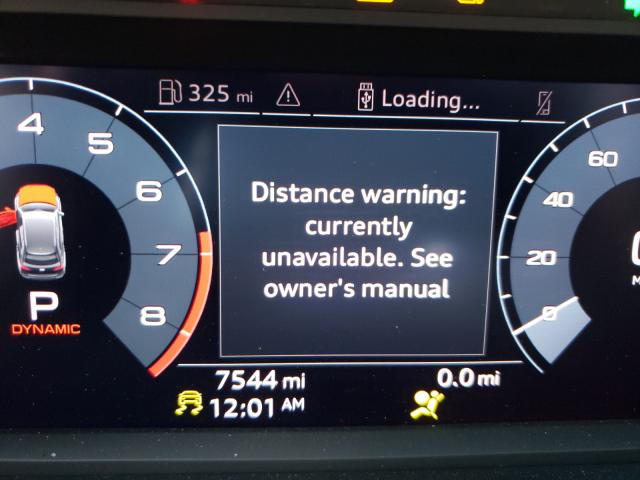 325 mi
Loading...
4
5
6
7
8
P
DYNAMIC
Distance warning:
currently
unavailable. See
owner's manual
60
40
20
0
7544 mi
0.0 mi
12:01 AM